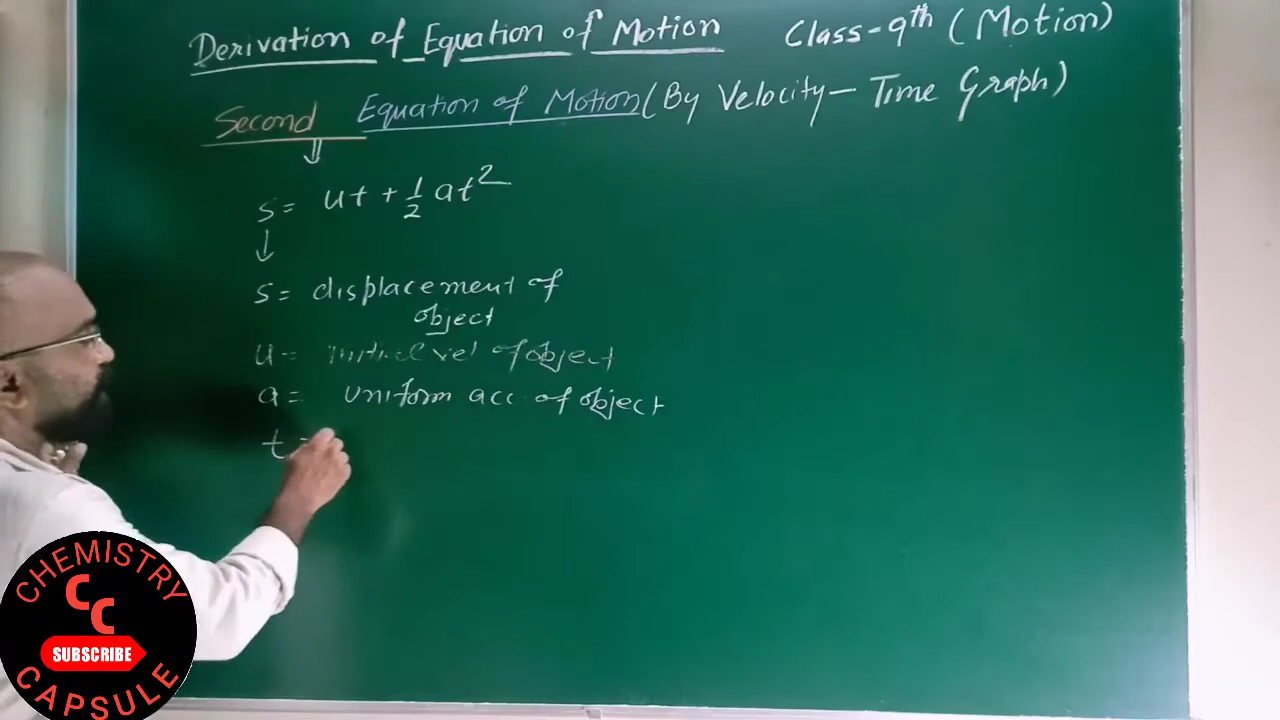 Derivation of Equation of Motion Class-9th (Motion)
Second Equation of Motion (By Velocity - Time Graph)
s = ut + 1/2 at²
s = displacement of
object
u = initial vel of object
a = uniform acc. of object
t =
CHEMISTRY
CC
SUBSCRIBE
CAPSULE